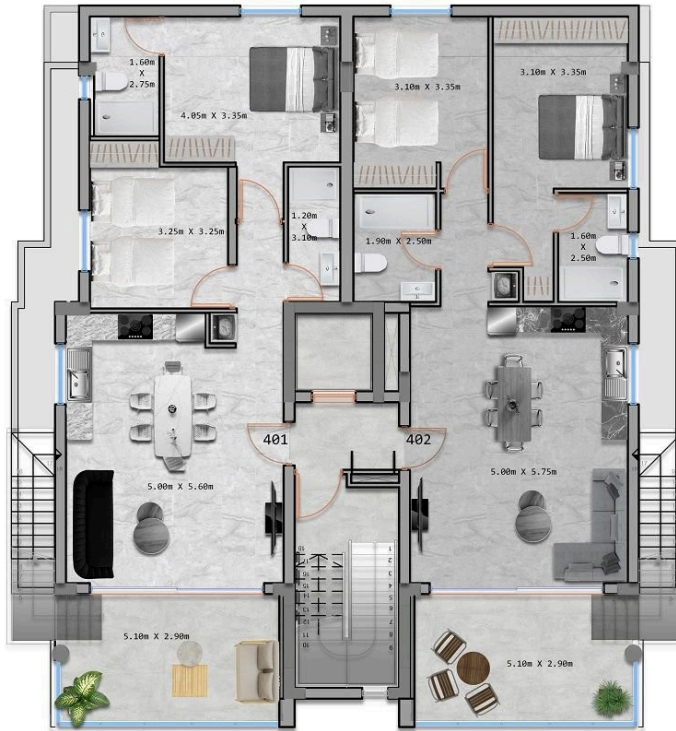 1.60m
X
2.75m
4.05m X 3.35m
3.10m X 3.35m
3.10m X 3.35m
3.25m X 3.25m
1.20m
X
3.10m
1.90m X 2.50m
1.60m
X
2.50m
401
402
5.00m X 5.60m
5.00m X 5.75m
5.10m X 2.90m
5.10m X 2.90m